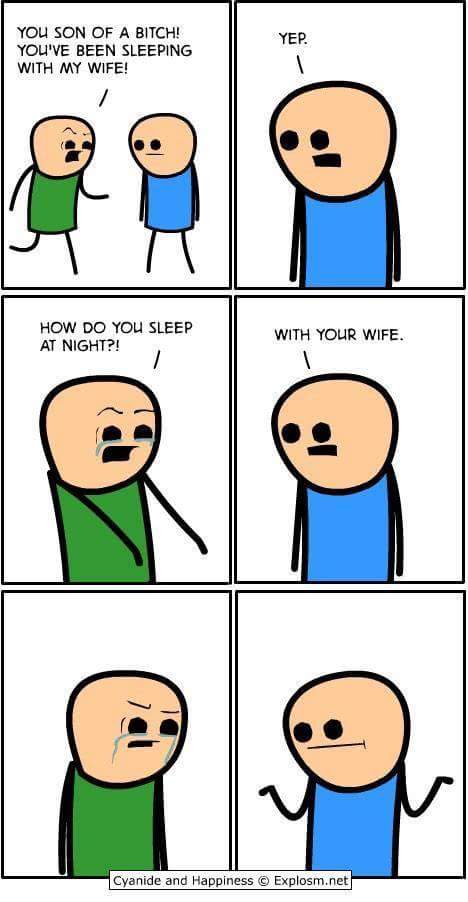 YOU SON OF A BITCH!
YOU'VE BEEN SLEEPING
WITH MY WIFE!
YEP.
HOW DO YOU SLEEP
AT NIGHT?!
WITH YOUR WIFE.
Cyanide and Happiness © Explosm.net